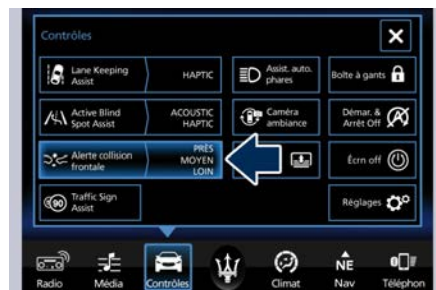 Contrôles
Lane Keeping
Assist
HAPTIC
Assist. auto.
phares
Boîte à gants
Active Blind
Spot Assist
ACOUSTIC
HAPTIC
Caméra
ambiance
Démar. &
Arrêt Off
Alerte collision
frontale
PRÈS
MOYEN
LOIN
Écrn off
90
Traffic Sign
Assist
Réglages
Radio
Média
Contrôles
Climat
NE
Nav
0
Téléphon